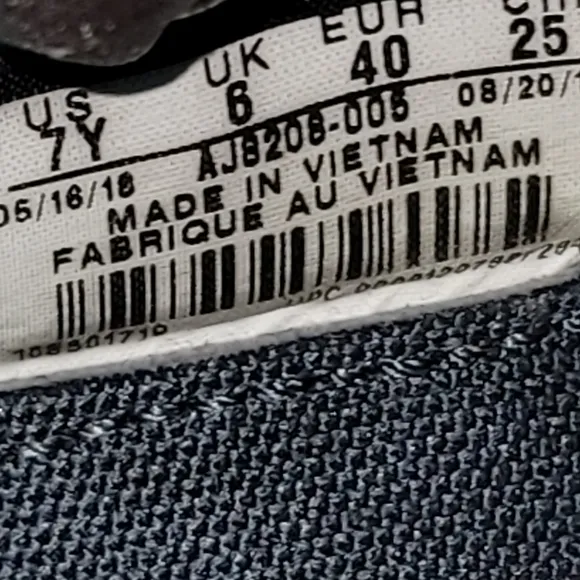 US UK EUR
7Y 6 40 25
05/16/18 AJ8208-005 08/20/
MADE IN VIETNAM
FABRIQUE AU VIETNAM
UPC